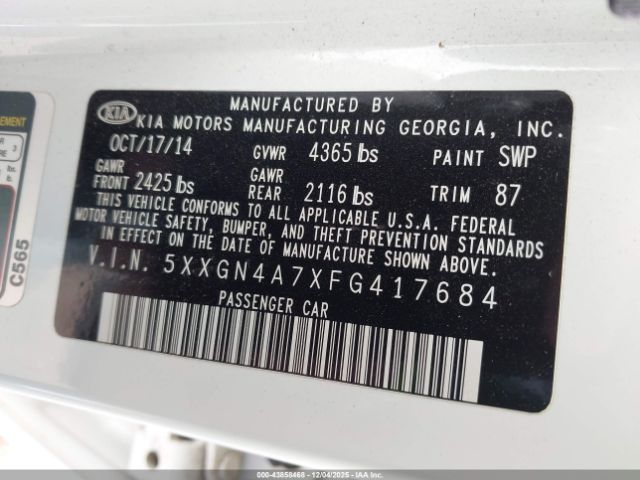 MANUFACTURED BY
KIA KIA MOTORS MANUFACTURING GEORGIA, INC.
OCT/17/14 GVWR 4365 lbs PAINT SWP
GAWR FRONT 2425 lbs GAWR REAR 2116 lbs TRIM 87
THIS VEHICLE CONFORMS TO ALL APPLICABLE U.S.A. FEDERAL
MOTOR VEHICLE SAFETY, BUMPER, AND THEFT PREVENTION STANDARDS
IN EFFECT ON THE DATE OF MANUFACTURE SHOWN ABOVE.
V.I.N. 5XXGN4A7XFG417684
PASSENGER CAR
C565
Owner: 43858468 - 12/04/2025 - IAA Inc.